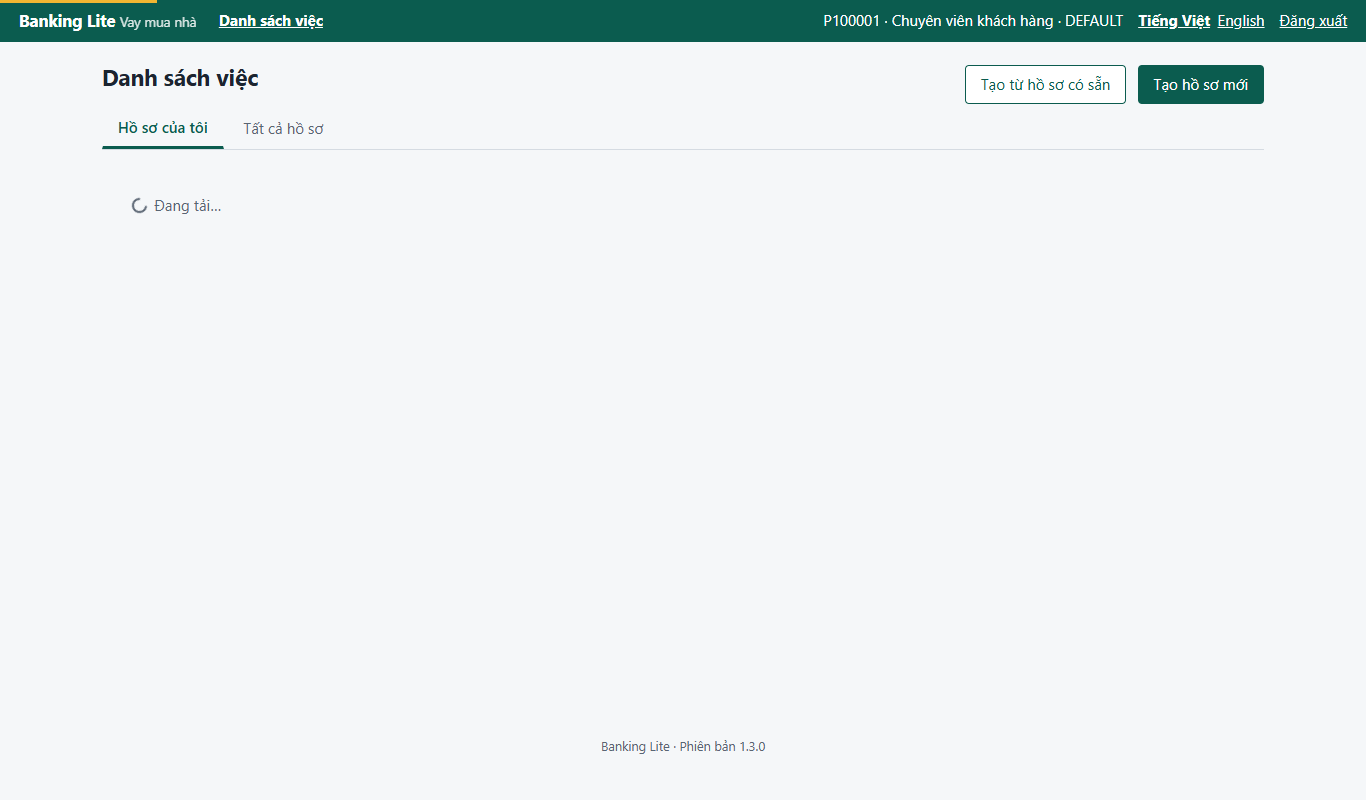 Banking Lite Vay mua nhà Danh sách việc P100001 · Chuyên viên khách hàng · DEFAULT Tiếng Việt English Đăng xuất
Danh sách việc
Tạo từ hồ sơ có sẵn Tạo hồ sơ mới
Hồ sơ của tôi Tất cả hồ sơ
Đang tải...
Banking Lite · Phiên bản 1.3.0